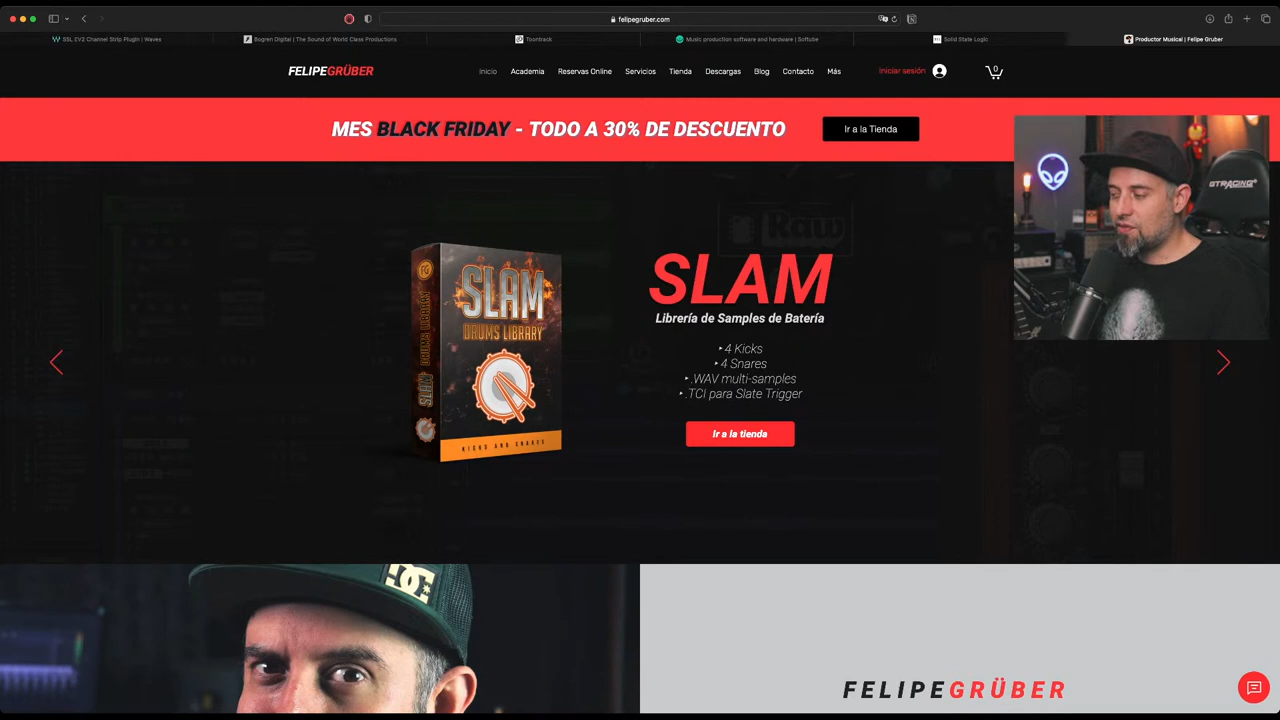 felipegruber.com
SSL EV2 Channel Strip Plugin | Waves
Bogren Digital | The Sound of World Class Productions
Toontrack
Music production software and hardware | Softube
Solid State Logic
Productor Musical | Felipe Gruber
FELIPEGRÜBER
Inicio
Academia
Reservas Online
Servicios
Tienda
Descargas
Blog
Contacto
Más
Iniciar sesión
0
MES BLACK FRIDAY - TODO A 30% DE DESCUENTO
Ir a la Tienda
GTRACING
Raw
SLAM
DRUMS LIBRARY
KICKS AND SNARES
SLAM
DRUMS LIBRARY
SLAM
Librería de Samples de Batería
‣4 Kicks
‣4 Snares
‣.WAV multi-samples
‣.TCI para Slate Trigger
Ir a la tienda
DC
FELIPEGRÜBER